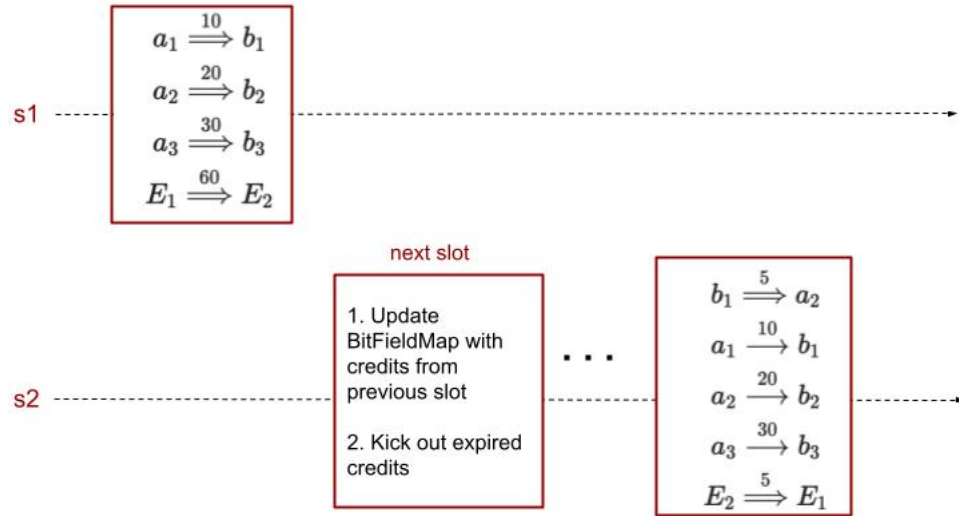 a₁ ⟹¹⁰ b₁
a₂ ⟹²⁰ b₂
s1
a₃ ⟹³⁰ b₃
E₁ ⟹⁶⁰ E₂
next slot
1. Update
BitFieldMap with
credits from
previous slot
2. Kick out expired
credits
. . .
s2
b₁ ⟹⁵ a₂
a₁ ⟶¹⁰ b₁
a₂ ⟶²⁰ b₂
a₃ ⟶³⁰ b₃
E₂ ⟹⁵ E₁